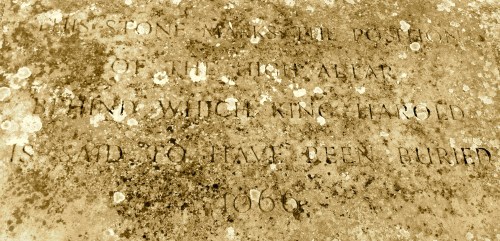 THIS STONE MARKS THE POSITION
OF THE HIGH ALTAR
BEHIND WHICH KING HAROLD
IS SAID TO HAVE BEEN BURIED
1066